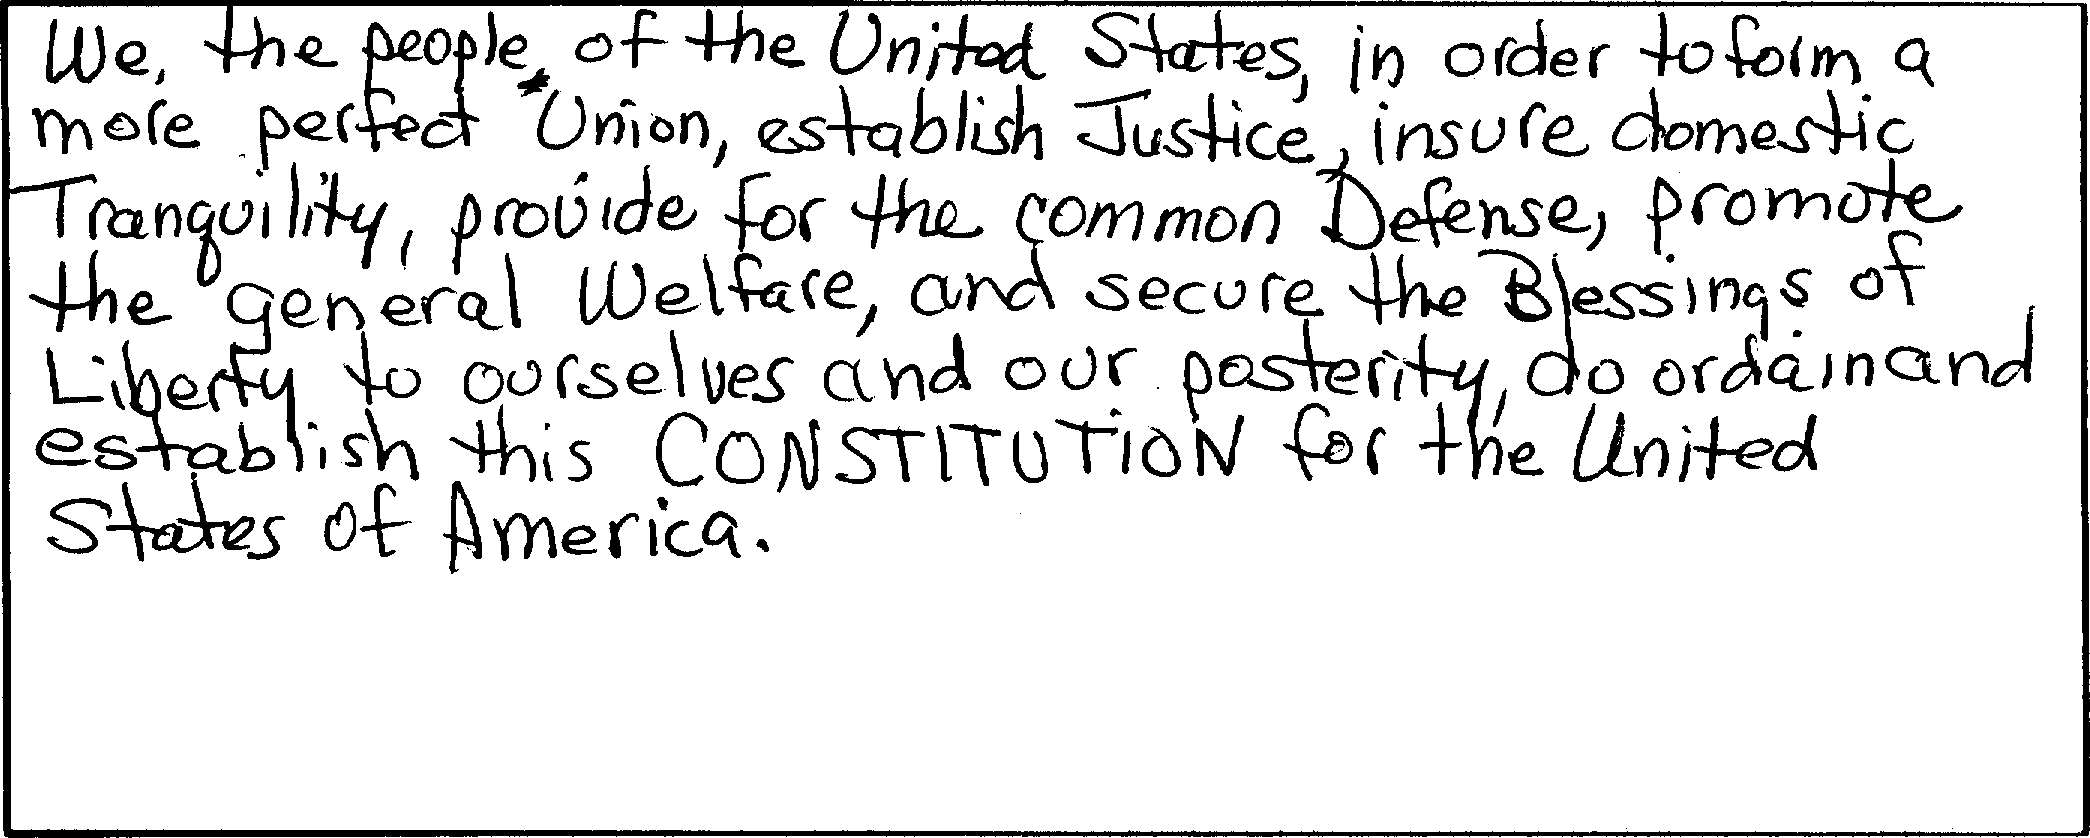 We, the people of the United States, in order to form a
more perfect Union, establish Justice, insure domestic
Tranquility, provide for the common Defense, promote
the general Welfare, and secure the Blessings of
Liberty to ourselves and our posterity, do ordain and
establish this CONSTITUTION for the United
States of America.